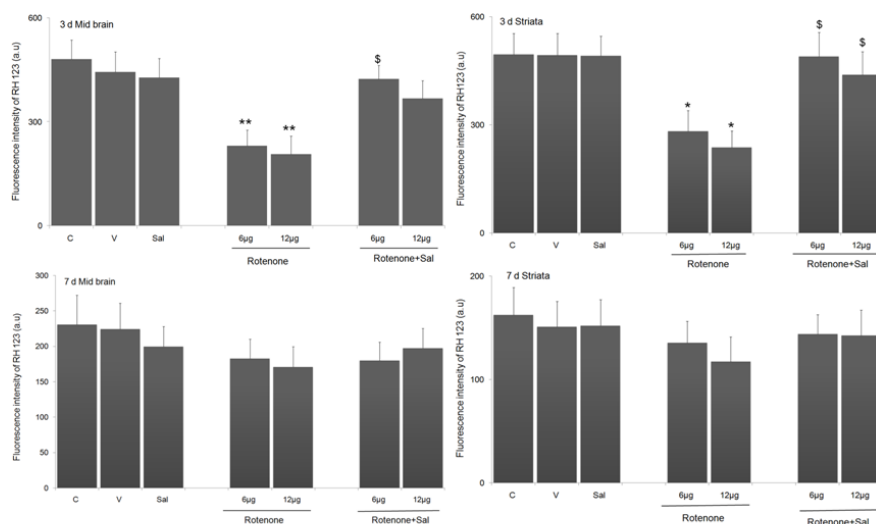 3 d Mid brain
Fluorescence intensity of RH 123 (a.u)
600
300
0
$
** **
C V Sal 6µg 12µg 6µg 12µg
Rotenone Rotenone+Sal
3 d Striata
Fluorescence intensity of RH123 (a.u)
600
300
0
$ $
* *
C V Sal 6µg 12µg 6µg 12µg
Rotenone Rotenone+Sal
7 d Mid brain
Fluorescence intensity of RH 123 (a.u)
300
250
200
150
100
50
0
C V Sal 6µg 12µg 6µg 12µg
Rotenone Rotenone+Sal
7 d Striata
Fluorescence intensity of RH 123 (a.u)
200
100
0
C V Sal 6µg 12µg 6µg 12µg
Rotenone Rotenone+Sal